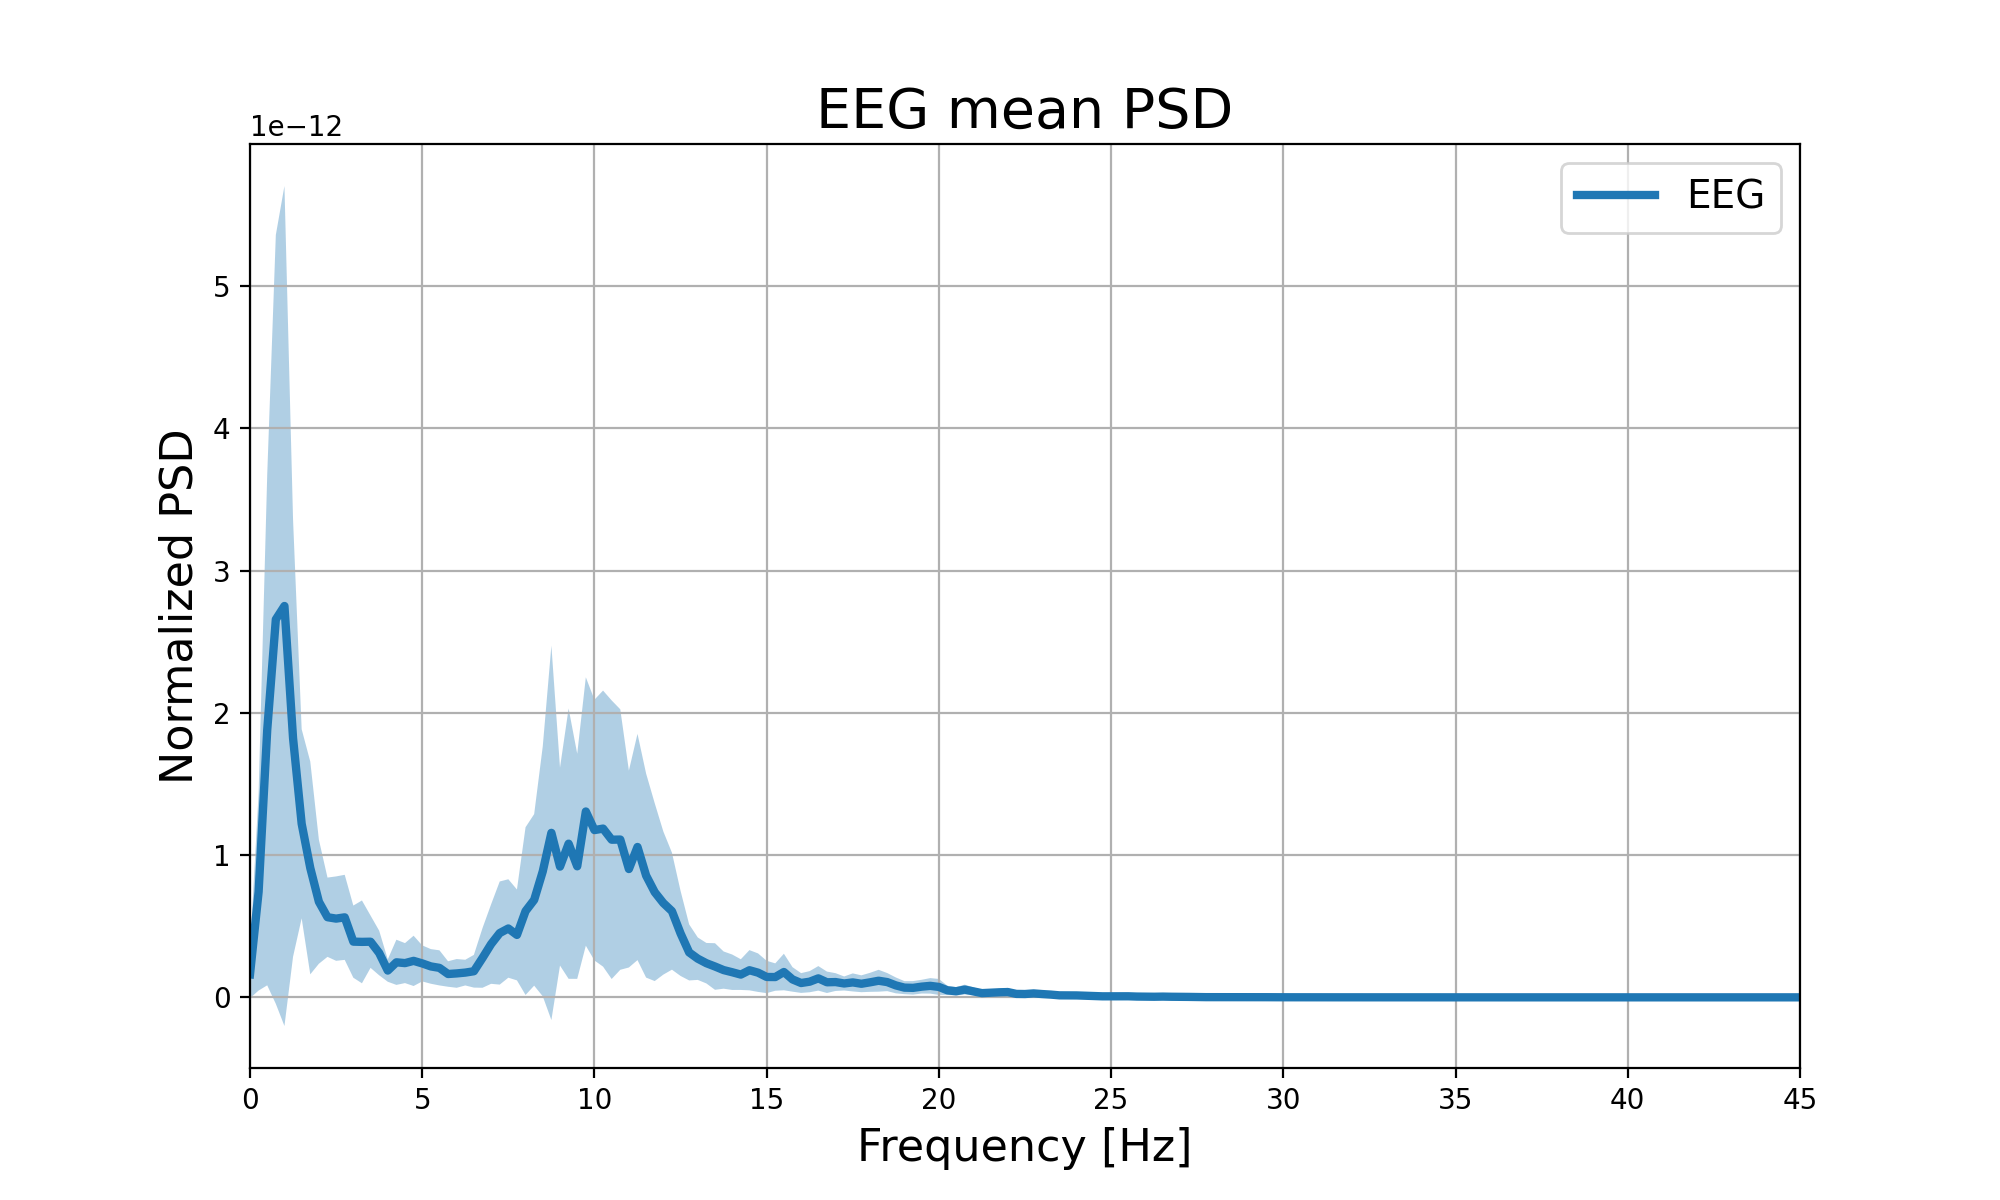 EEG mean PSD
1e−12
EEG
5
4
3
2
1
0
Normalized PSD
0 5 10 15 20 25 30 35 40 45
Frequency [Hz]